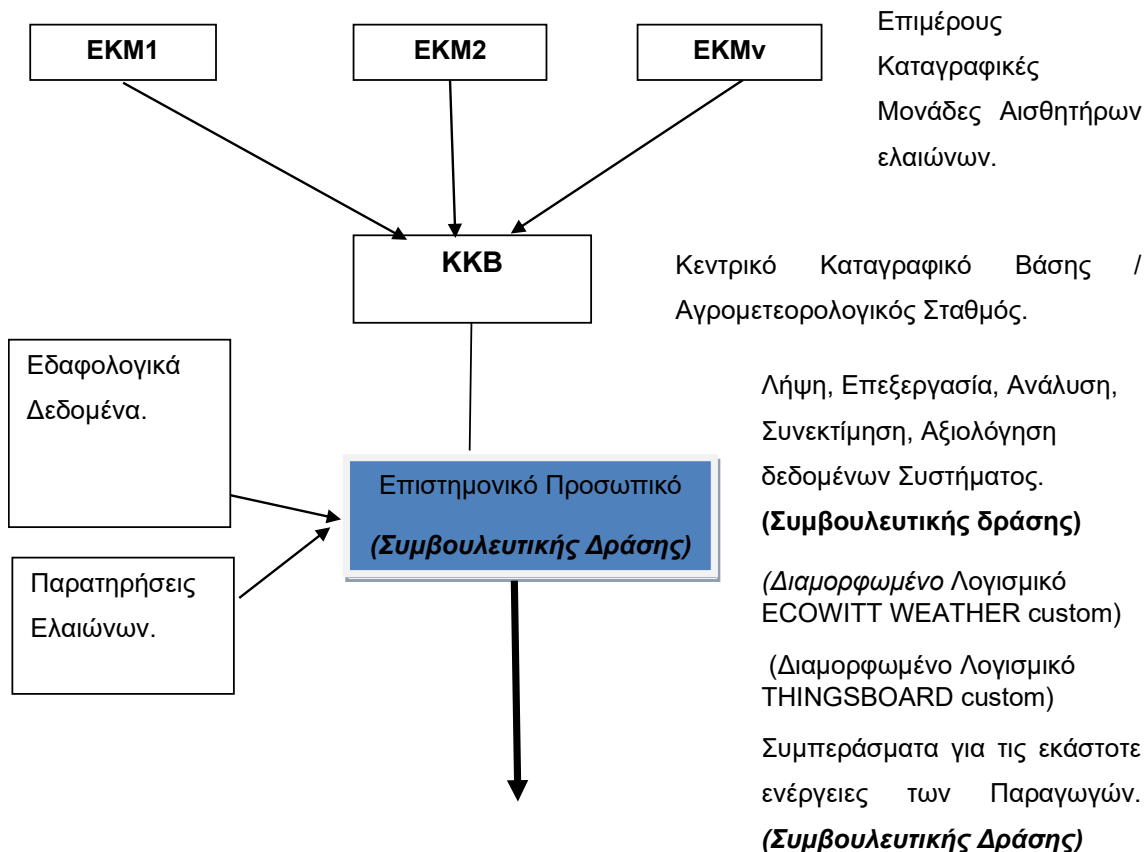 ΕΚΜ1
ΕΚΜ2
ΕΚΜν
Επιμέρους
Καταγραφικές
Μονάδες Αισθητήρων
ελαιώνων.
ΚΚΒ
Κεντρικό Καταγραφικό Βάσης /
Αγρομετεορολογικός Σταθμός.
Εδαφολογικά
Δεδομένα.
Λήψη, Επεξεργασία, Ανάλυση,
Συνεκτίμηση, Αξιολόγηση
δεδομένων Συστήματος.
(Συμβουλευτικής δράσης)
Επιστημονικό Προσωπικό
(Συμβουλευτικής Δράσης)
Παρατηρήσεις
Ελαιώνων.
(Διαμορφωμένο Λογισμικό
ECOWITT WEATHER custom)
(Διαμορφωμένο Λογισμικό
THINGSBOARD custom)
Συμπεράσματα για τις εκάστοτε
ενέργειες των Παραγωγών.
(Συμβουλευτικής Δράσης)